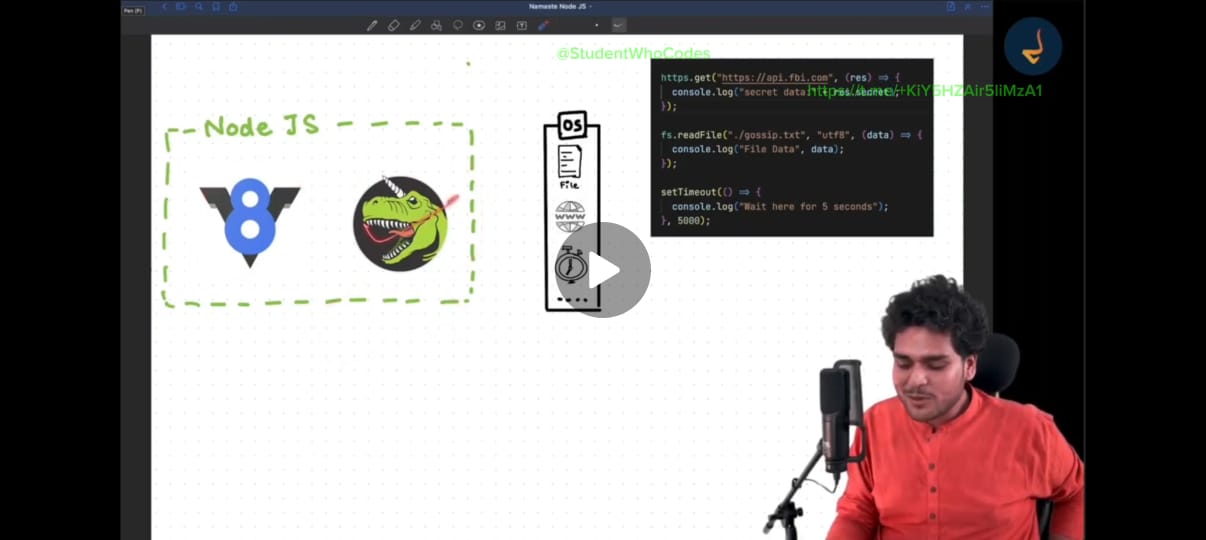 Pen (P)
Namaste Node JS
@StudentWhoCodes
https.get("https://api.fbi.com", (res) => {
console.log("secret data:" + res.secret);
});
https://t.me/+KiY5HZAir5liMzA1
fs.readFile("./gossip.txt", "utf8", (data) => {
console.log("File Data", data);
});
setTimeout(() => {
console.log("Wait here for 5 seconds");
}, 5000);
Node JS
8
OS
File
www